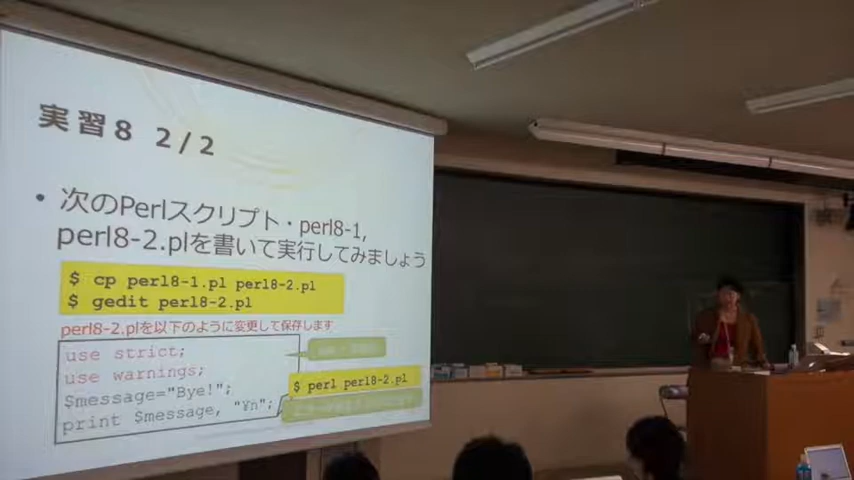 実習8 2/2
• 次のPerlスクリプト・perl8-1,
perl8-2.plを書いて実行してみましょう
$ cp perl8-1.pl perl8-2.pl
$ gedit perl8-2.pl
perl8-2.plを以下のように変更して保存します
use strict;
use warnings;
$message="Bye!";
print $message, "¥n";
$ perl perl8-2.pl